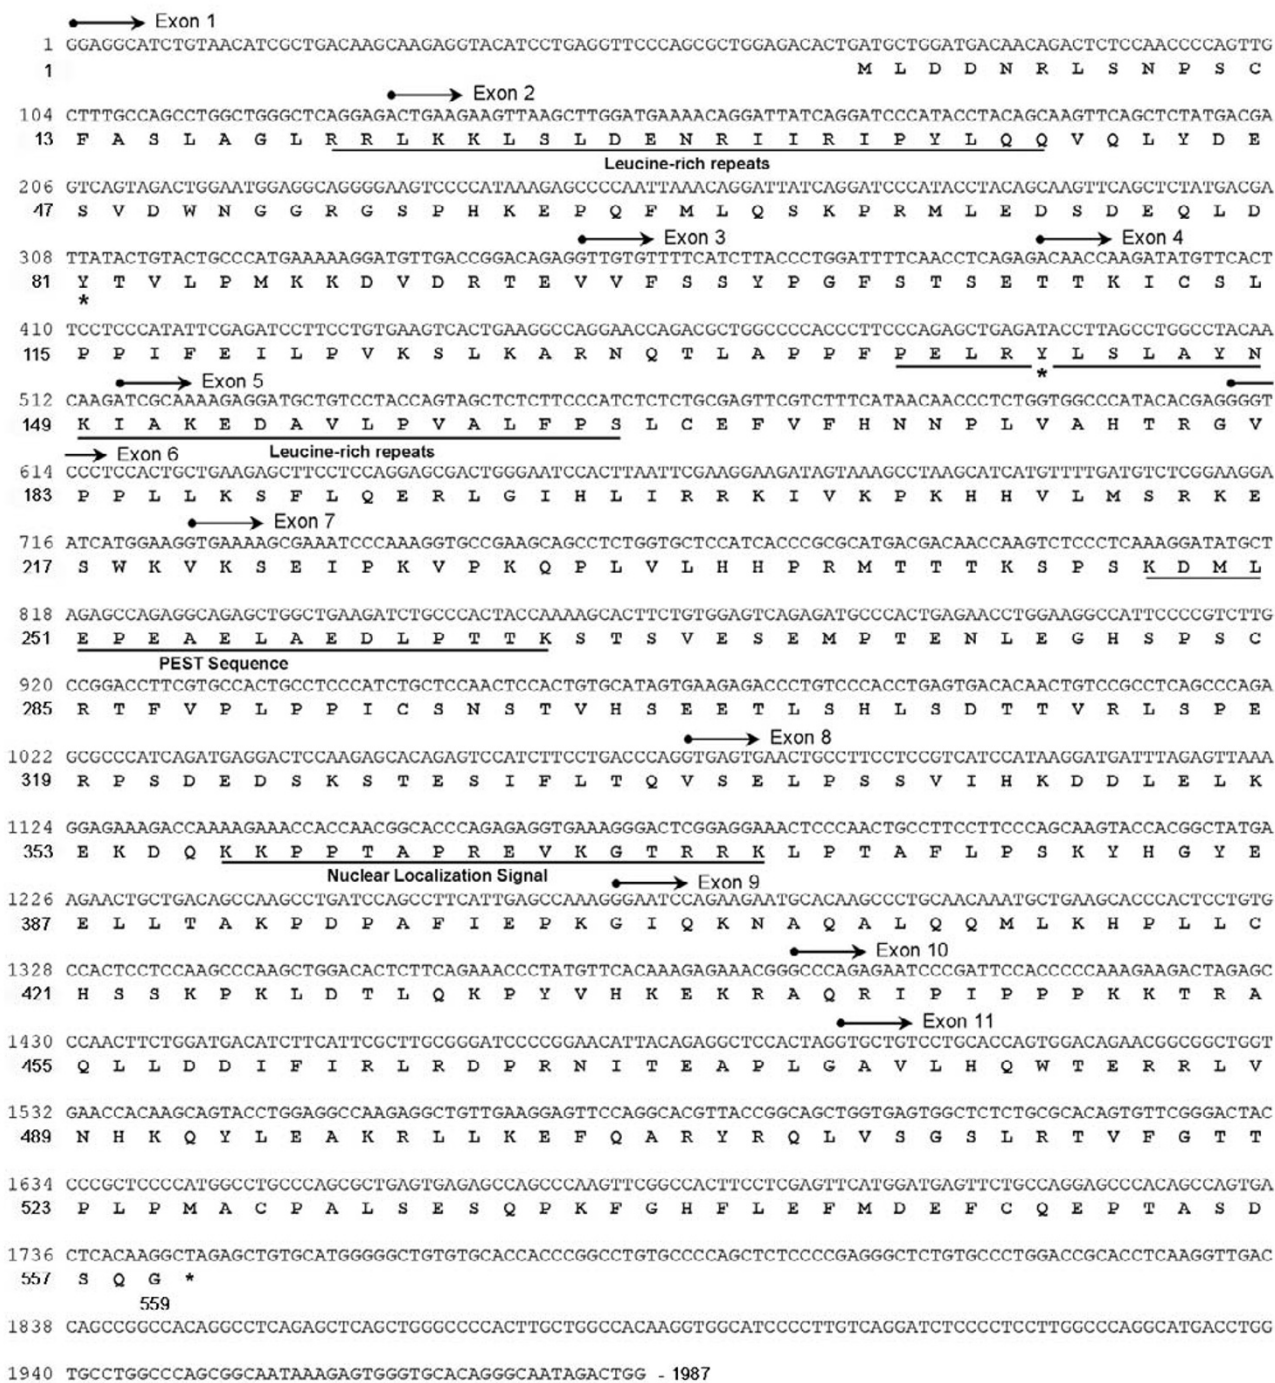 Exon 1
1 GGAGGCATCTGTAACATCGCTGACAAGCAAGAGGTACATCCTGAGGTTCCCAGCGCTGGAGACACTGATGCTGGATGACAACAGACTCTCCAACCCCAGTTG
1 M L D D N R L S N P S C
Exon 2
104 CTTTGCCAGCCTGGCTGGGCTCAGGAGACTGAAGAAGTTAAGCTTGGATGAAAACAGGATTATCAGGATCCCATACCTACAGCAAGTTCAGCTCTATGACGA
13 F A S L A G L R R L K K L S L D E N R I I R I P Y L Q Q V Q L Y D E
Leucine-rich repeats
206 GTCAGTAGACTGGAATGGAGGCAGGGGAAGTCCCCATAAAGAGCCCCAATTAAACAGGATTATCAGGATCCCATACCTACAGCAAGTTCAGCTCTATGACGA
47 S V D W N G G R G S P H K E P Q F M L Q S K P R M L E D S D E Q L D
Exon 3 Exon 4
308 TTATACTGTACTGCCCATGAAAAAGGATGTTGACCGGACAGAGGTTGTGTTTTCATCTTACCCTGGATTTTCAACCTCAGAGACAACCAAGATATGTTCACT
81 Y T V L P M K K D V D R T E V V F S S Y P G F S T S E T T K I C S L
*
410 TCCTCCCATATTCGAGATCCTTCCTGTGAAGTCACTGAAGGCCAGGAACCAGACGCTGGCCCCACCCTTCCCAGAGCTGAGATACCTTAGCCTGGCCTACAA
115 P P I F E I L P V K S L K A R N Q T L A P P F P E L R Y L S L A Y N
*
Exon 5
512 CAAGATCGCAAAAGAGGATGCTGTCCTACCAGTAGCTCTCTTCCCATCTCTCTGCGAGTTCGTCTTTCATAACAACCCTCTGGTGGCCCATACACGAGGGGT
149 K I A K E D A V L P V A L F P S L C E F V F H N N P L V A H T R G V
Exon 6 Leucine-rich repeats
614 CCCTCCACTGCTGAAGAGCTTCCTCCAGGAGCGACTGGGAATCCACTTAATTCGAAGGAAGATAGTAAAGCCTAAGCATCATGTTTTGATGTCTCGGAAGGA
183 P P L L K S F L Q E R L G I H L I R R K I V K P K H H V L M S R K E
Exon 7
716 ATCATGGAAGGTGAAAAGCGAAATCCCAAAGGTGCCGAAGCAGCCTCTGGTGCTCCATCACCCGCGCATGACGACAACCAAGTCTCCCTCAAAGGATATGCT
217 S W K V K S E I P K V P K Q P L V L H H P R M T T T K S P S K D M L
818 AGAGCCAGAGGCAGAGCTGGCTGAAGATCTGCCCACTACCAAAAGCACTTCTGTGGAGTCAGAGATGCCCACTGAGAACCTGGAAGGCCATTCCCCGTCTTG
251 E P E A E L A E D L P T T K S T S V E S E M P T E N L E G H S P S C
PEST Sequence
920 CCGGACCTTCGTGCCACTGCCTCCCATCTGCTCCAACTCCACTGTGCATAGTGAAGAGACCCTGTCCCACCTGAGTGACACAACTGTCCGCCTCAGCCCAGA
285 R T F V P L P P I C S N S T V H S E E T L S H L S D T T V R L S P E
1022 GCGCCCATCAGATGAGGACTCCAAGAGCACAGAGTCCATCTTCCTGACCCAGGTGAGTGAACTGCCTTCCTCCGTCATCCATAAGGATGATTTAGAGTTAAA
Exon 8
319 R P S D E D S K S T E S I F L T Q V S E L P S S V I H K D D L E L K
1124 GGAGAAAGACCAAAAGAAACCACCAACGGCACCCAGAGAGGTGAAAGGGACTCGGAGGAAACTCCCAACTGCCTTCCTTCCCAGCAAGTACCACGGCTATGA
353 E K D Q K K P P T A P R E V K G T R R K L P T A F L P S K Y H G Y E
Nuclear Localization Signal
Exon 9
1226 AGAACTGCTGACAGCCAAGCCTGATCCAGCCTTCATTGAGCCAAAGGGAATCCAGAAGAATGCACAAGCCCTGCAACAAATGCTGAAGCACCCACTCCTGTG
387 E L L T A K P D P A F I E P K G I Q K N A Q A L Q Q M L K H P L L C
Exon 10
1328 CCACTCCTCCAAGCCCAAGCTGGACACTCTTCAGAAACCCTATGTTCACAAAGAGAAACGGGCCCAGAGAATCCCGATTCCACCCCCAAAGAAGACTAGAGC
421 H S S K P K L D T L Q K P Y V H K E K R A Q R I P I P P P K K T R A
Exon 11
1430 CCAACTTCTGGATGACATCTTCATTCGCTTGCGGGATCCCCGGAACATTACAGAGGCTCCACTAGGTGCTGTCCTGCACCAGTGGACAGAACGGCGGCTGGT
455 Q L L D D I F I R L R D P R N I T E A P L G A V L H Q W T E R R L V
1532 GAACCACAAGCAGTACCTGGAGGCCAAGAGGCTGTTGAAGGAGTTCCAGGCACGTTACCGGCAGCTGGTGAGTGGCTCTCTGCGCACAGTGTTCGGGACTAC
489 N H K Q Y L E A K R L L K E F Q A R Y R Q L V S G S L R T V F G T T
1634 CCCGCTCCCCATGGCCTGCCCAGCGCTGAGTGAGAGCCAGCCCAAGTTCGGCCACTTCCTCGAGTTCATGGATGAGTTCTGCCAGGAGCCCACAGCCAGTGA
523 P L P M A C P A L S E S Q P K F G H F L E F M D E F C Q E P T A S D
1736 CTCACAAGGCTAGAGCTGTGCATGGGGGCTGTGTGCACCACCCGGCCTGTGCCCCAGCTCTCCCCGAGGGCTCTGTGCCCTGGACCGCACCTCAAGGTTGAC
557 S Q G *
559
1838 CAGCCGGCCACAGGCCTCAGAGCTCAGCTGGGCCCCACTTGCTGGCCACAAGGTGGCATCCCCTTGTCAGGATCTCCCCTCCTTGGCCCAGGCATGACCTGG
1940 TGCCTGGCCCAGCGGCAATAAAGAGTGGGTGCACAGGGCAATAGACTGG - 1987